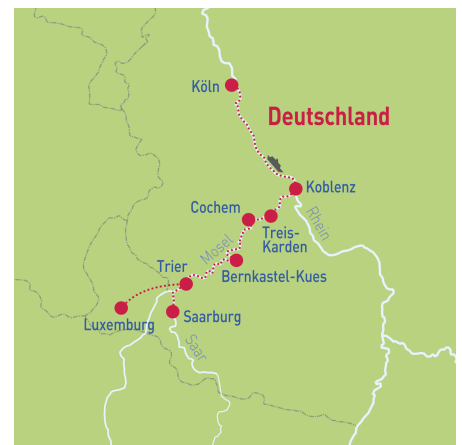 Köln
Deutschland
Koblenz
Cochem
Rhein
Treis-
Karden
Mosel
Trier
Bernkastel-Kues
Luxemburg
Saarburg
Saar